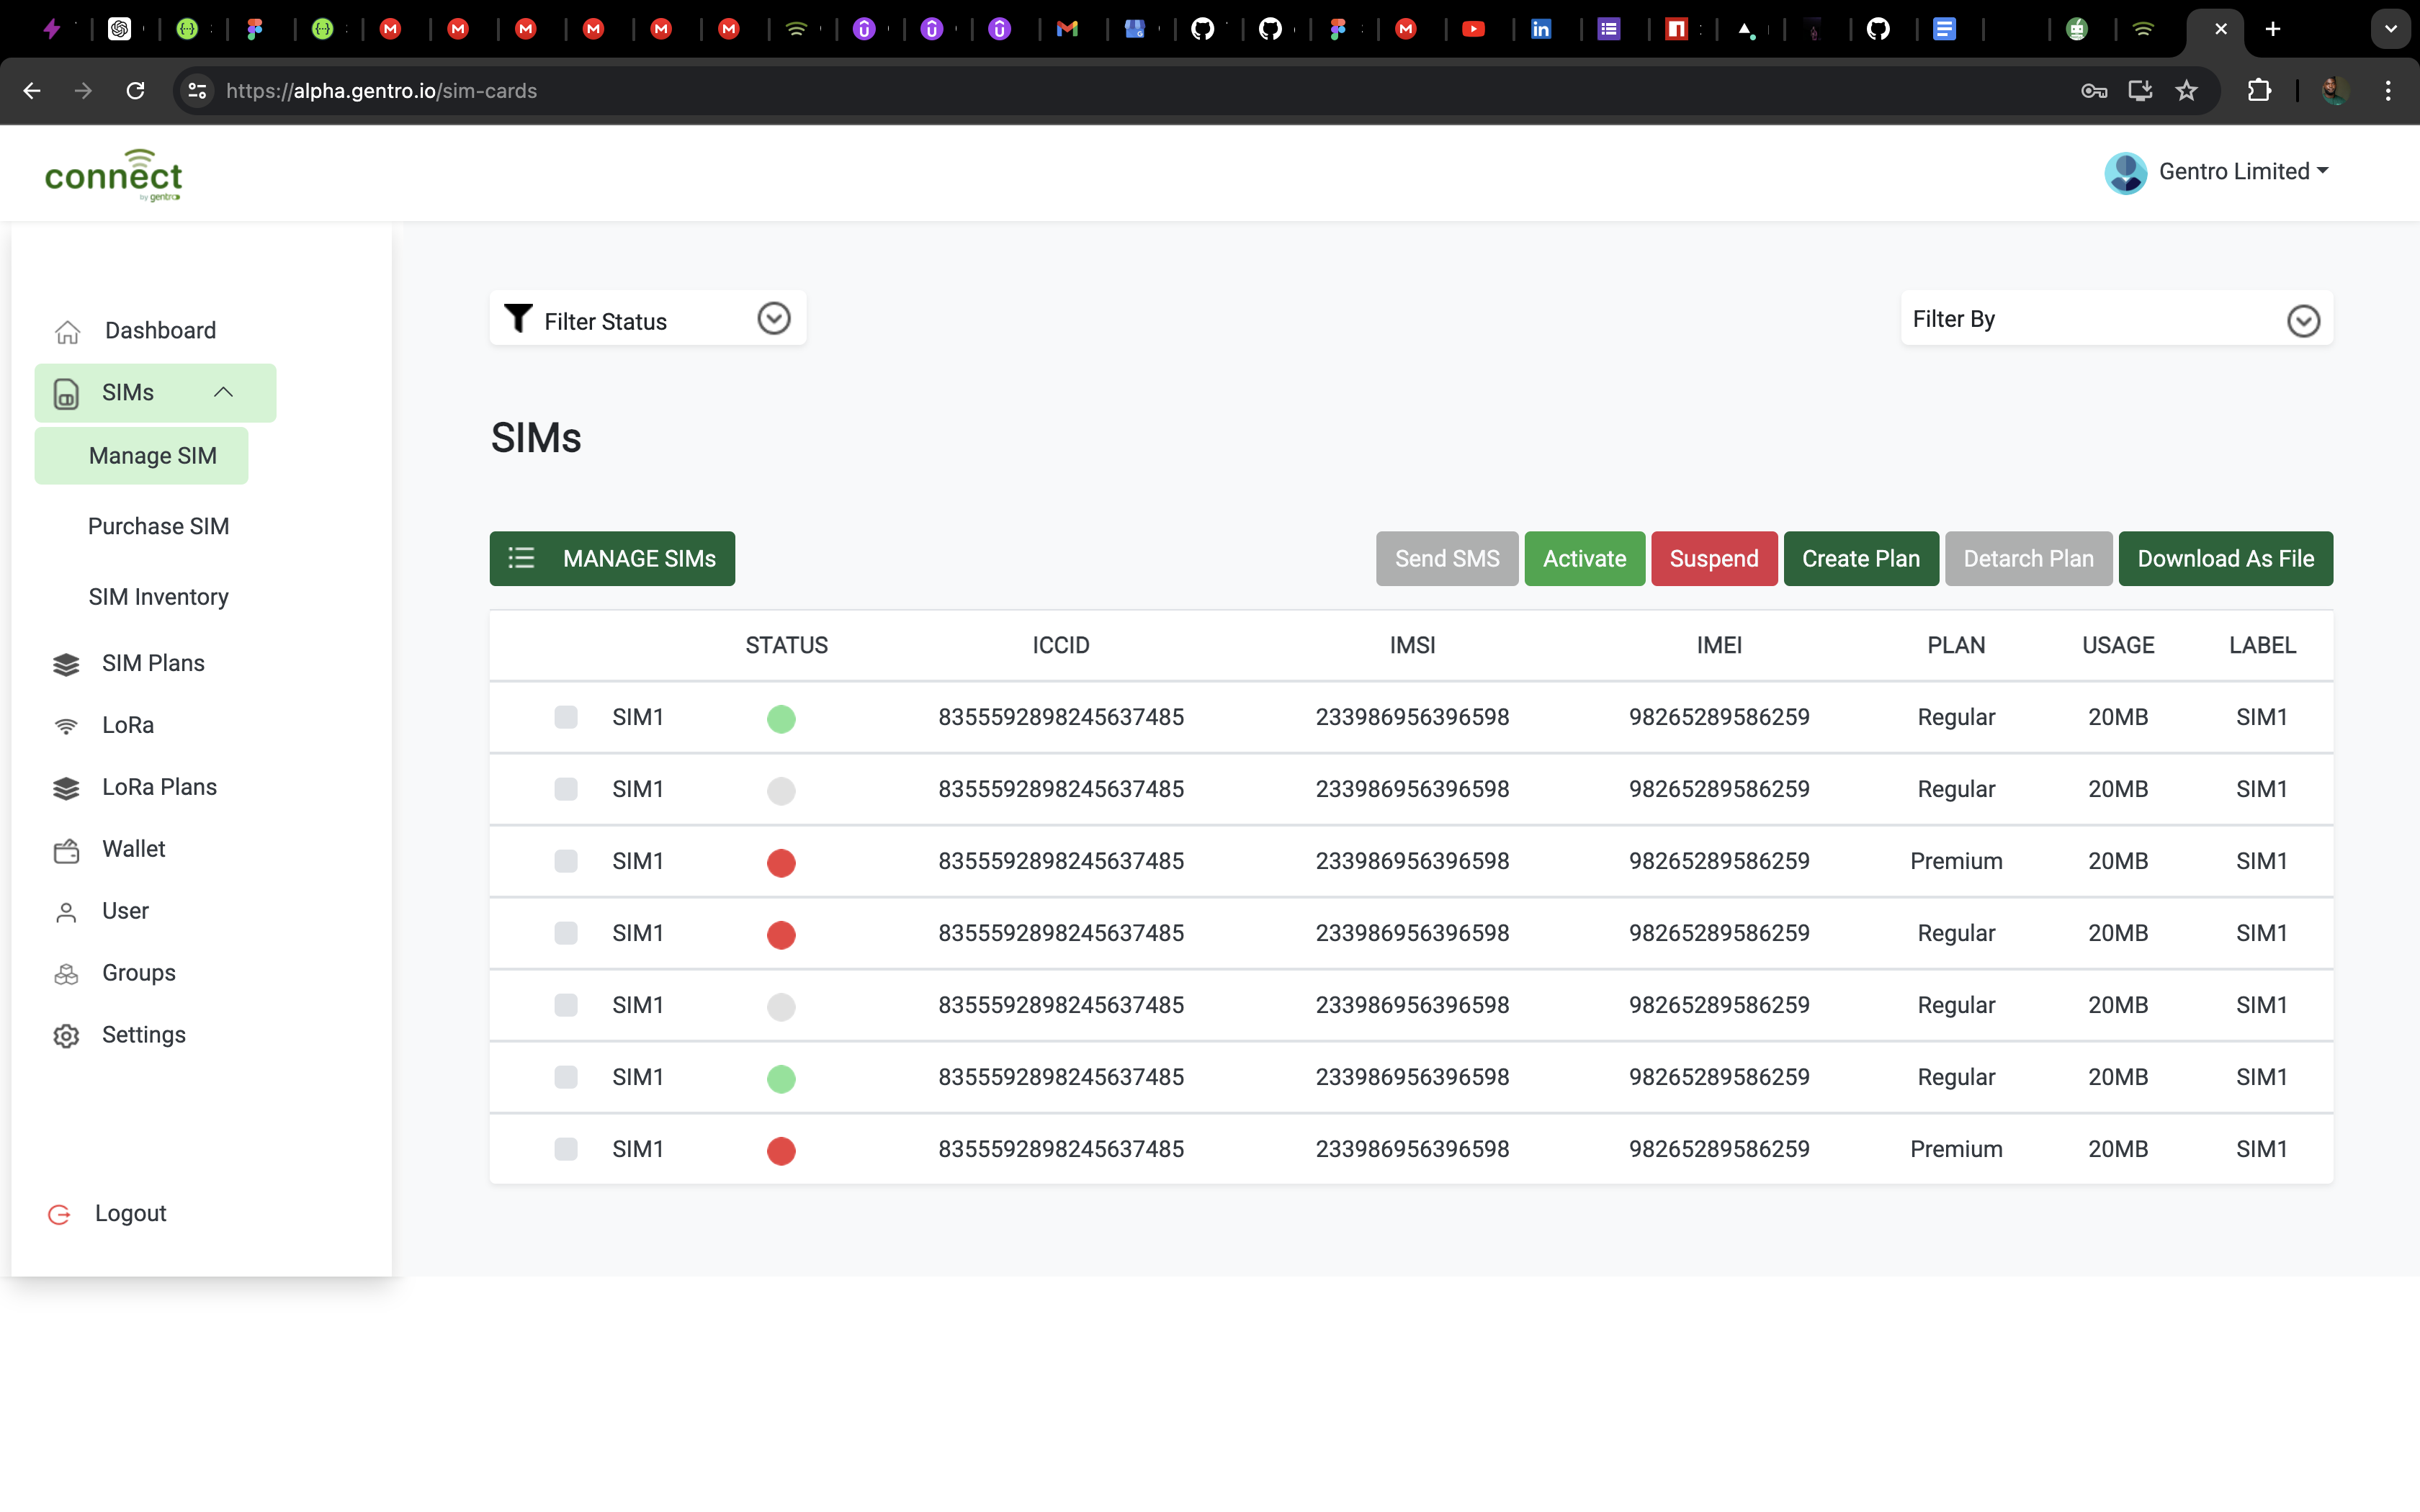 https://alpha.gentro.io/sim-cards
connect
by gentro
Gentro Limited
Dashboard
SIMs
Manage SIM
Purchase SIM
SIM Inventory
SIM Plans
LoRa
LoRa Plans
Wallet
User
Groups
Settings
Logout
Filter Status
Filter By
SIMs
MANAGE SIMs Send SMS Activate Suspend Create Plan Detarch Plan Download As File
STATUS ICCID IMSI IMEI PLAN USAGE LABEL
SIM1 8355592898245637485 233986956396598 98265289586259 Regular 20MB SIM1
SIM1 8355592898245637485 233986956396598 98265289586259 Regular 20MB SIM1
SIM1 8355592898245637485 233986956396598 98265289586259 Premium 20MB SIM1
SIM1 8355592898245637485 233986956396598 98265289586259 Regular 20MB SIM1
SIM1 8355592898245637485 233986956396598 98265289586259 Regular 20MB SIM1
SIM1 8355592898245637485 233986956396598 98265289586259 Regular 20MB SIM1
SIM1 8355592898245637485 233986956396598 98265289586259 Premium 20MB SIM1